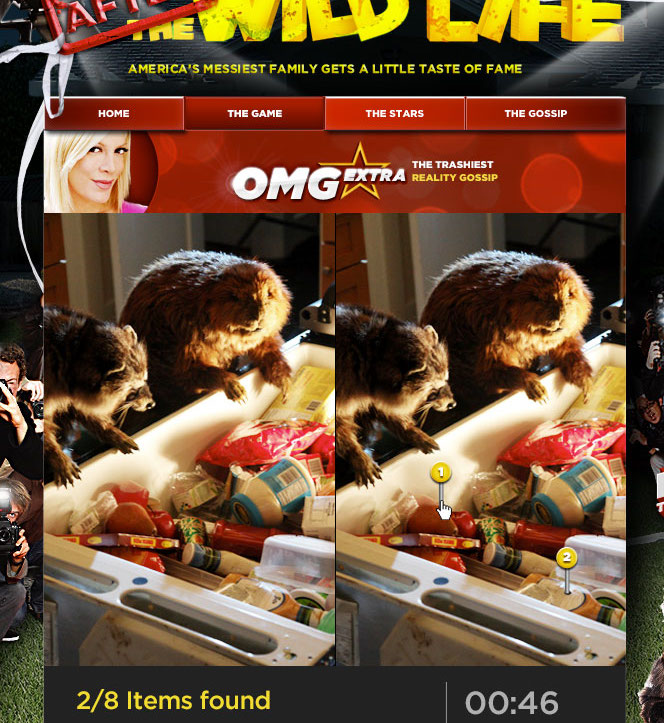 AFTER
THE WILD LIFE
AMERICA'S MESSIEST FAMILY GETS A LITTLE TASTE OF FAME
HOME
THE GAME
THE STARS
THE GOSSIP
OMG EXTRA
THE TRASHIEST
REALITY GOSSIP
1
2
2/8 Items found
00:46